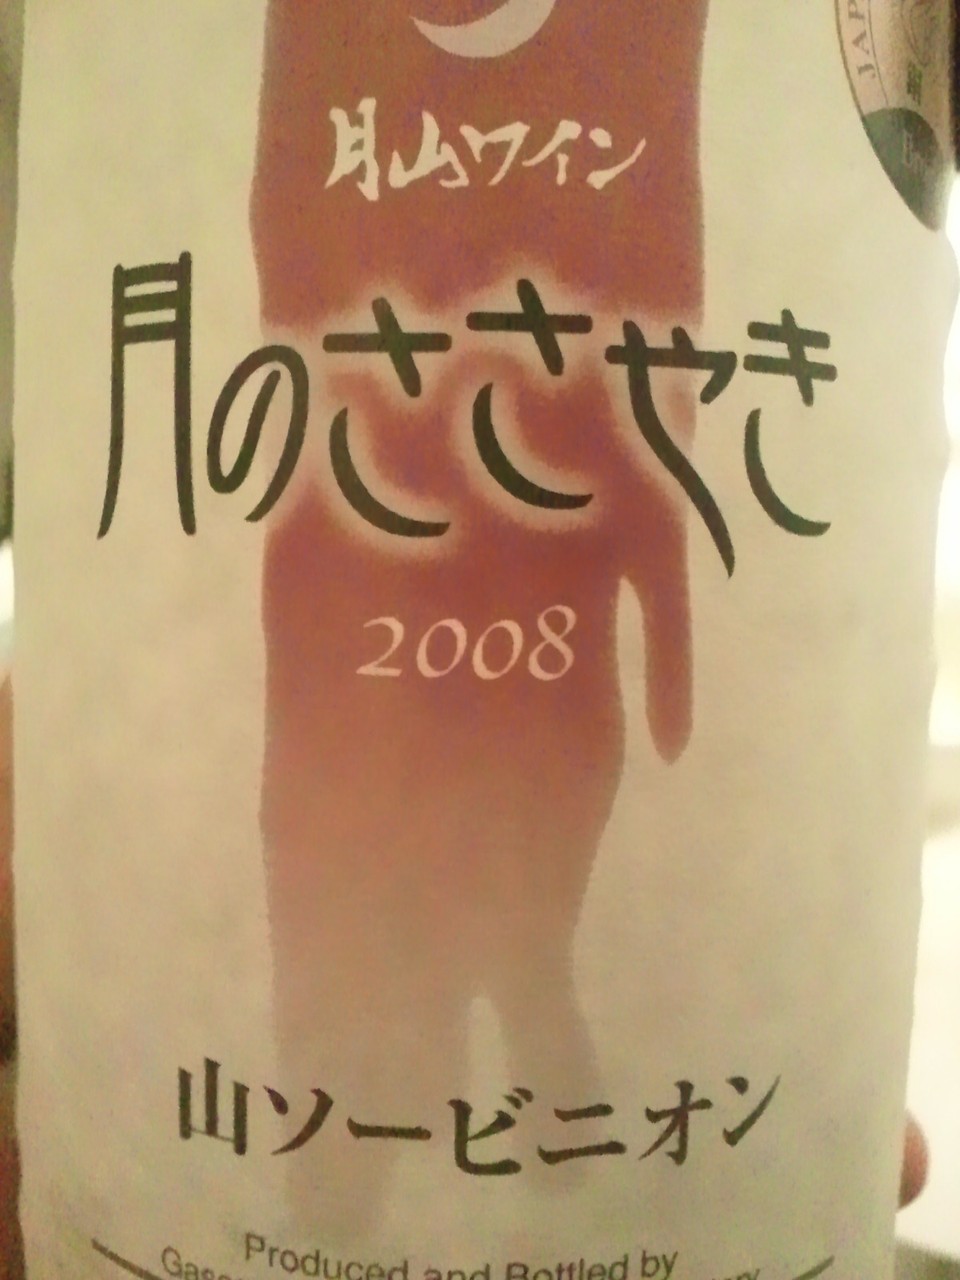 月山ワイン
月のささやき
2008
山ソービニオン
Produced and Bottled by